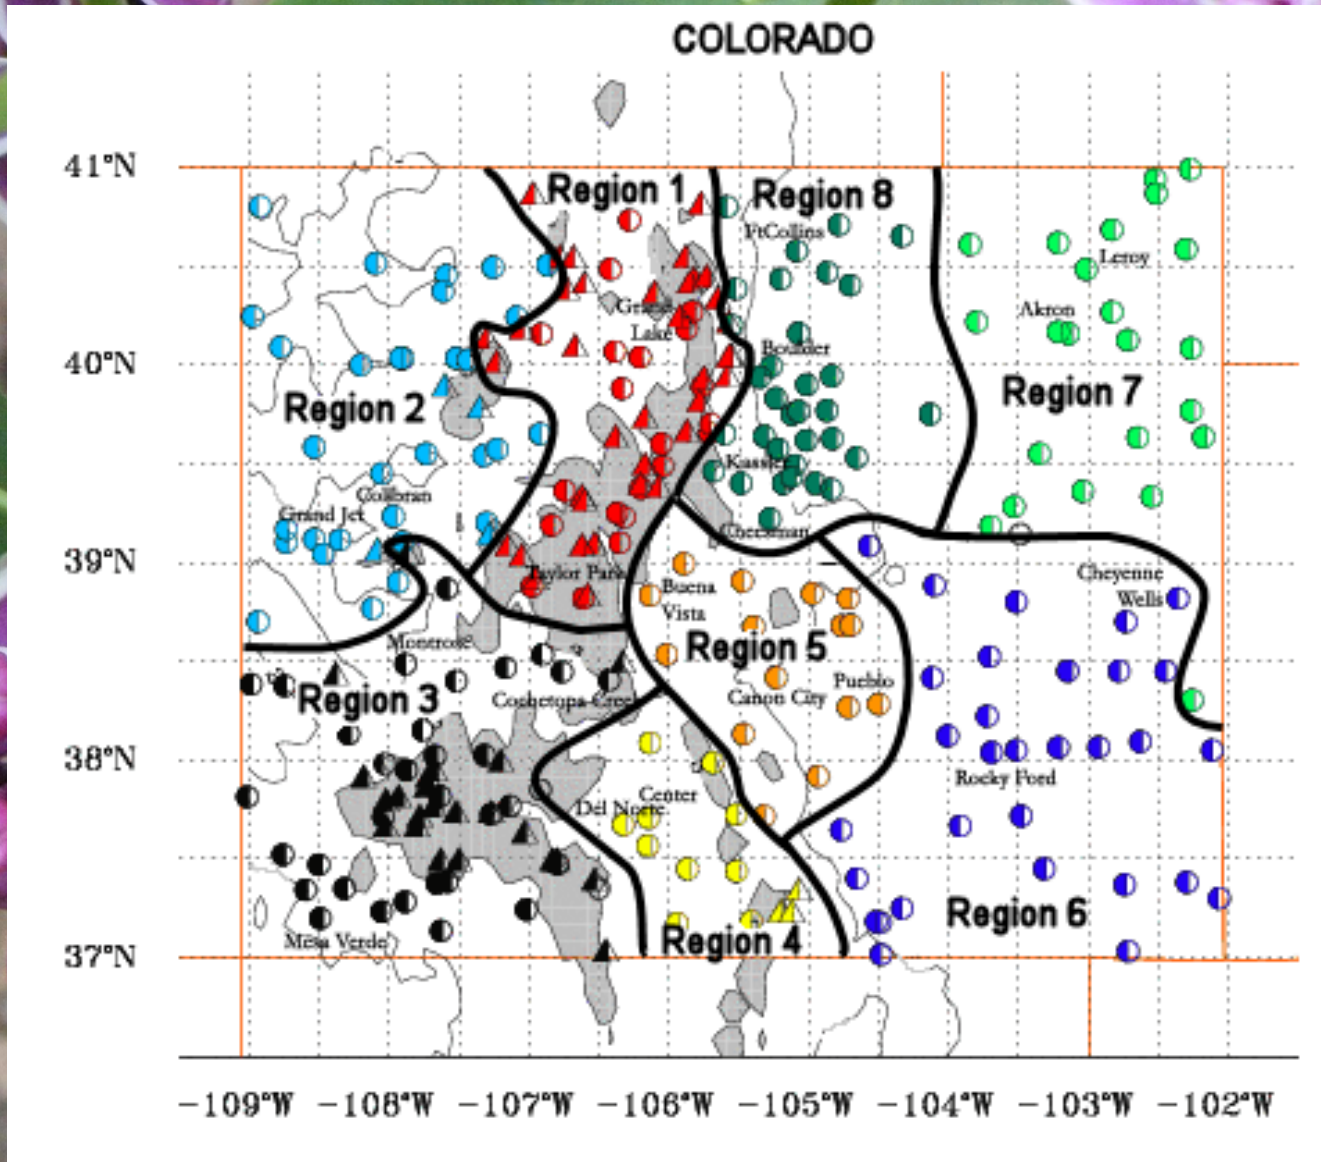 COLORADO
41°N
Region 1
Region 8
FtCollins
Leroy
Grand
Lake
Akron
40°N
Boulder
Region 2
Region 7
Kassler
Collbran
Grand Jct
Cheesman
39°N
Taylor Park
Buena
Vista
Cheyenne
Wells
Montrose
Region 5
Region 3
Cochetopa Creek
Canon City
Pueblo
38°N
Rocky Ford
Del Norte
Center
Region 6
Mesa Verde
Region 4
37°N
-109°W -108°W -107°W -106°W -105°W -104°W -103°W -102°W